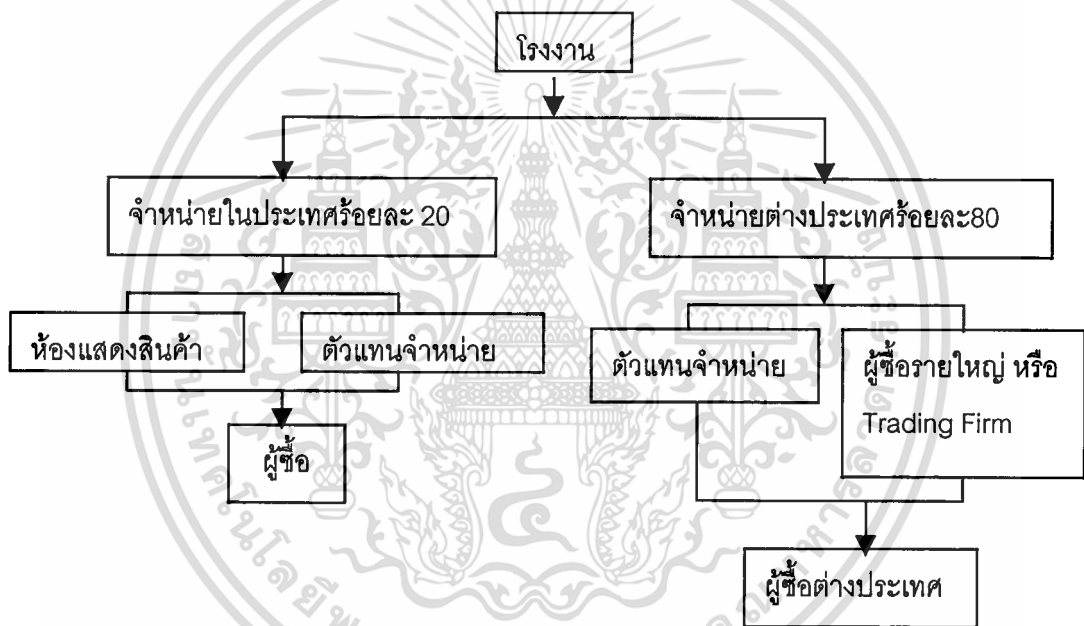 โรงงาน
จำหน่ายในประเทศร้อยละ 20
จำหน่ายต่างประเทศร้อยละ80
ห้องแสดงสินค้า
ตัวแทนจำหน่าย
ตัวแทนจำหน่าย
ผู้ซื้อรายใหญ่ หรือ
Trading Firm
ผู้ซื้อ
ผู้ซื้อต่างประเทศ